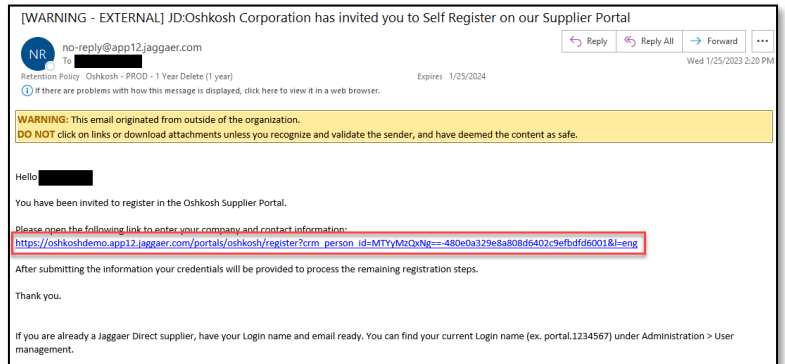 [WARNING - EXTERNAL] JD:Oshkosh Corporation has invited you to Self Register on our Supplier Portal
NR
no-reply@app12.jaggaer.com
To
Reply
Reply All
Forward
Wed 1/25/2023 2:20 PM
Retention Policy Oshkosh - PROD - 1 Year Delete (1 year)
Expires 1/25/2024
If there are problems with how this message is displayed, click here to view it in a web browser.
WARNING: This email originated from outside of the organization.
DO NOT click on links or download attachments unless you recognize and validate the sender, and have deemed the content as safe.
Hello
You have been invited to register in the Oshkosh Supplier Portal.
Please open the following link to enter your company and contact information:
https://oshkoshdemo.app12.jaggaer.com/portals/oshkosh/register?crm_person_id=MTYyMzQxNg==-480e0a329e8a808d6402c9efbdfd6001&l=eng
After submitting the information your credentials will be provided to process the remaining registration steps.
Thank you.
If you are already a Jaggaer Direct supplier, have your Login name and email ready. You can find your current Login name (ex. portal.1234567) under Administration > User
management.